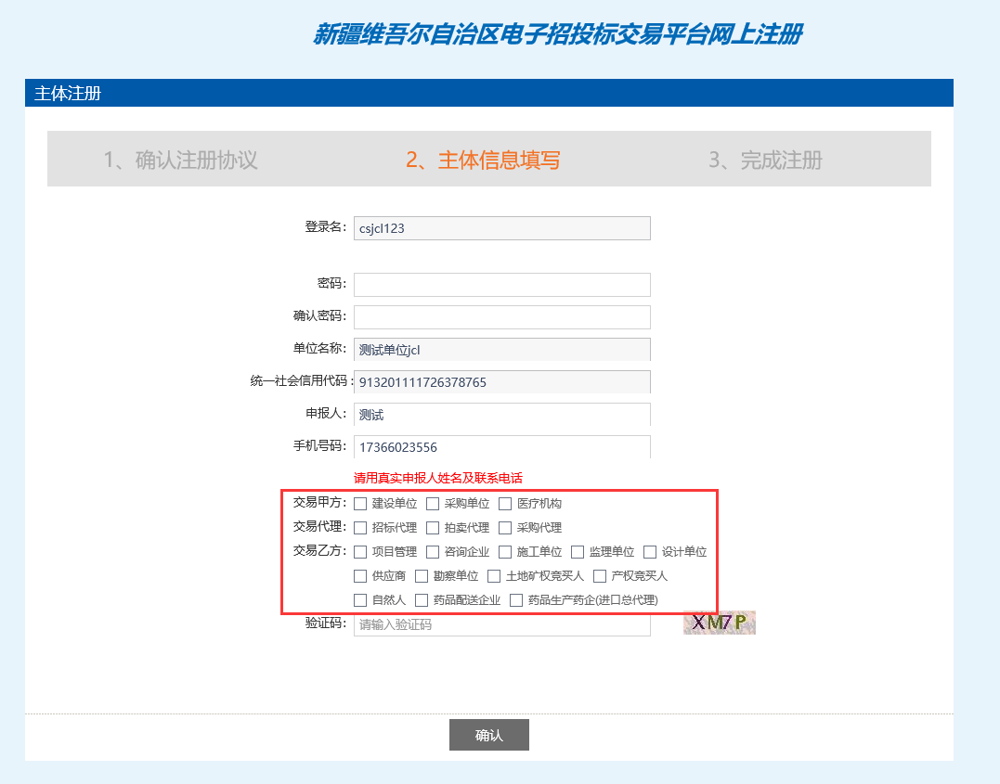 新疆维吾尔自治区电子招投标交易平台网上注册
主体注册
1、确认注册协议 2、主体信息填写 3、完成注册
登录名： csjcl123
密码：
确认密码：
单位名称： 测试单位jcl
统一社会信用代码： 913201111726378765
申报人： 测试
手机号码： 17366023556
请用真实申报人姓名及联系电话
交易甲方： 建设单位 采购单位 医疗机构
交易代理： 招标代理 拍卖代理 采购代理
交易乙方： 项目管理 咨询企业 施工单位 监理单位 设计单位
供应商 勘察单位 土地矿权竞买人 产权竞买人
自然人 药品配送企业 药品生产药企(进口总代理)
验证码： 请输入验证码 XM7P
确认